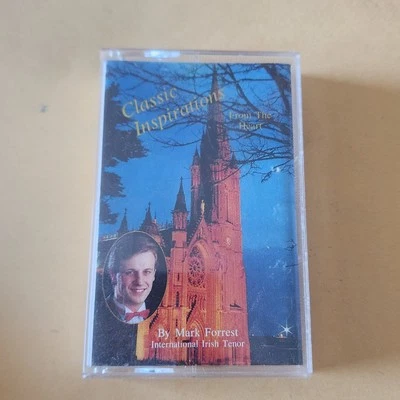 Classic
Inspirations
From The
Heart
By Mark Forrest
International Irish Tenor